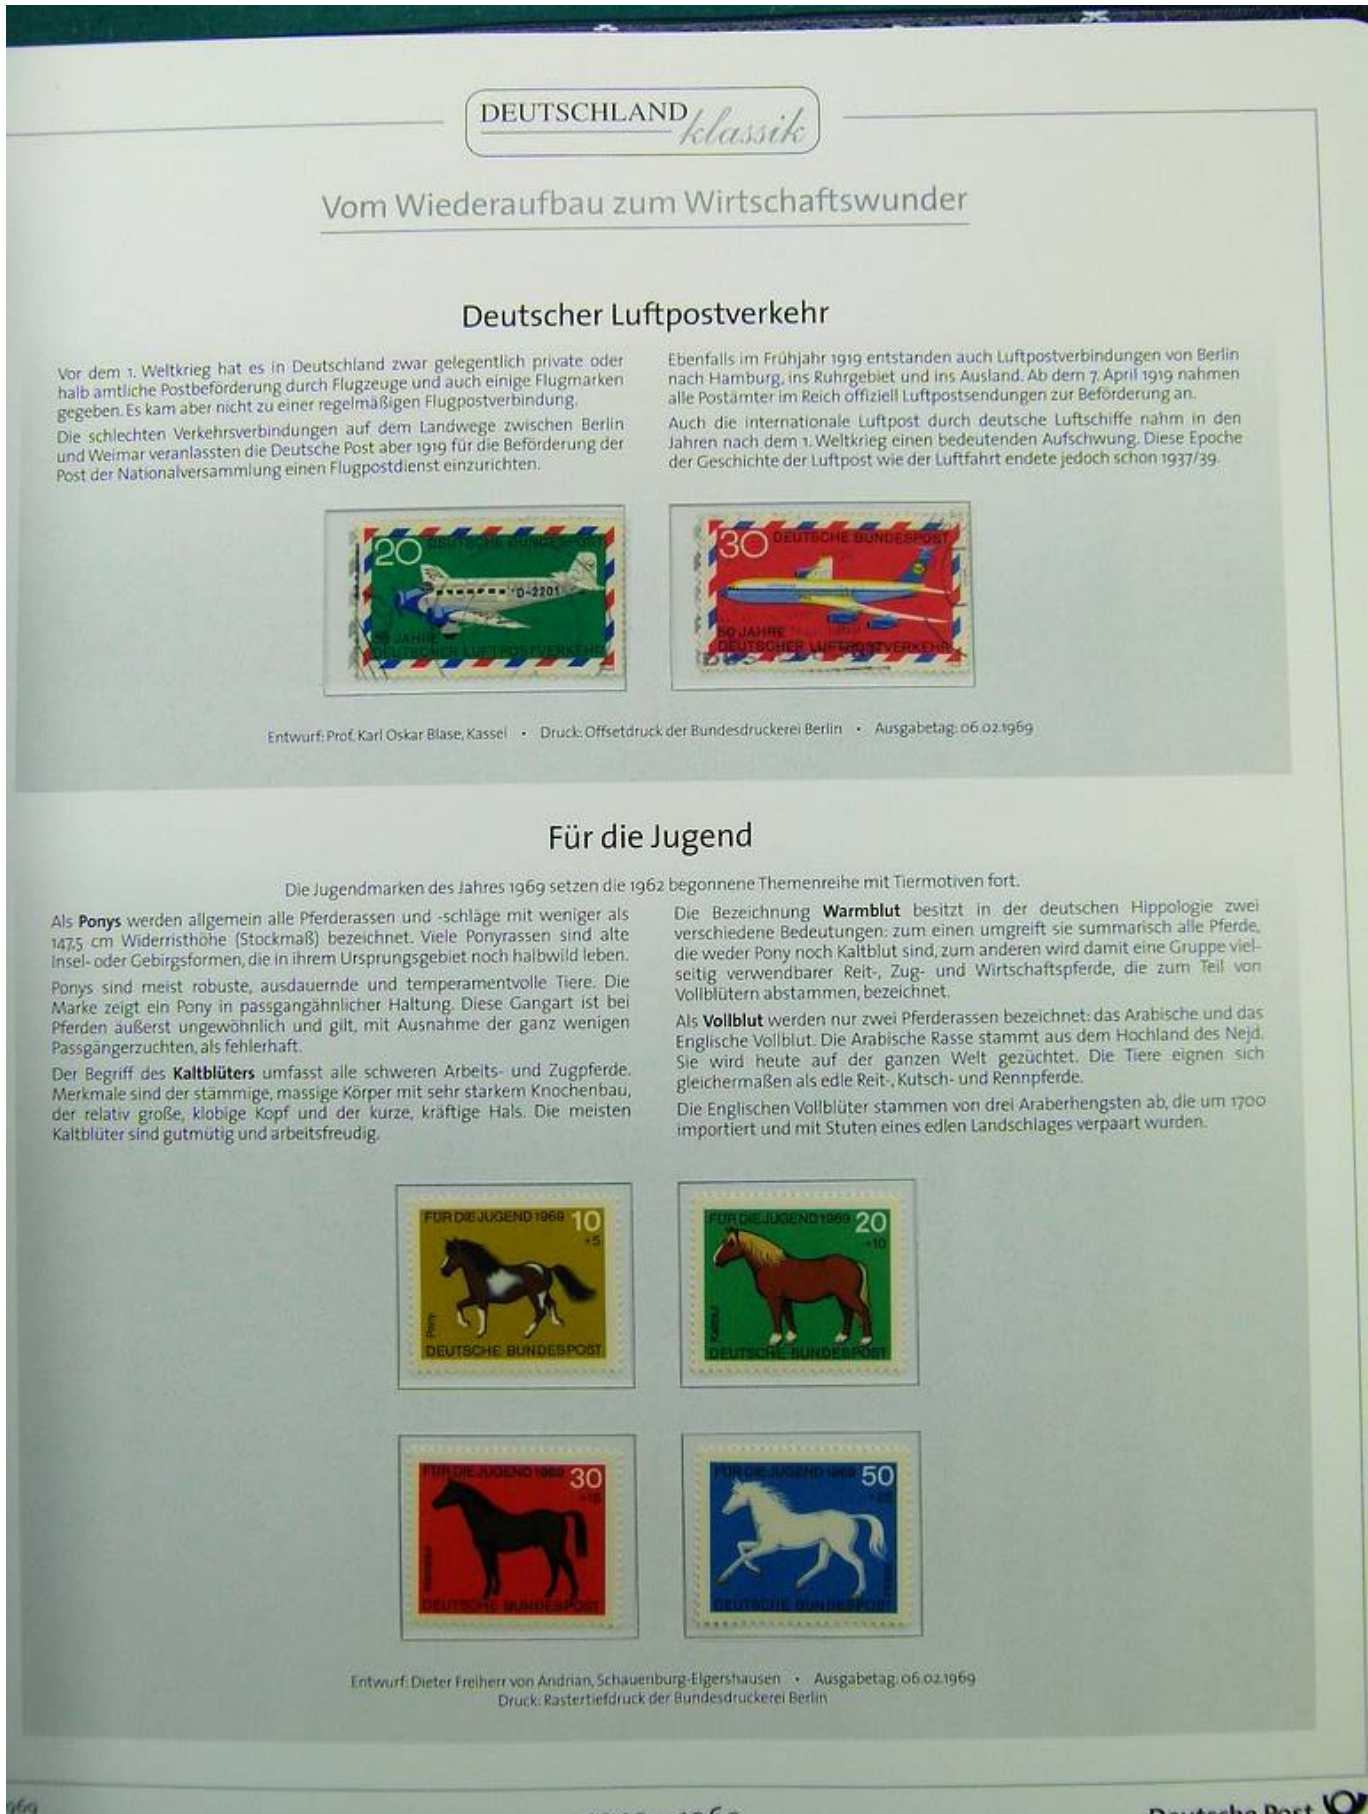 DEUTSCHLAND
klassik
Vom Wiederaufbau zum Wirtschaftswunder
Deutscher Luftpostverkehr
Vor dem 1. Weltkrieg hat es in Deutschland zwar gelegentlich private oder
halb amtliche Postbeförderung durch Flugzeuge und auch einige Flugmarken
gegeben. Es kam aber nicht zu einer regelmäßigen Flugpostverbindung.
Die schlechten Verkehrsverbindungen auf dem Landwege zwischen Berlin
und Weimar veranlassten die Deutsche Post aber 1919 für die Beförderung der
Post der Nationalversammlung einen Flugpostdienst einzurichten.
Ebenfalls im Frühjahr 1919 entstanden auch Luftpostverbindungen von Berlin
nach Hamburg, ins Ruhrgebiet und ins Ausland. Ab dem 7. April 1919 nahmen
alle Postämter im Reich offiziell Luftpostsendungen zur Beförderung an.
Auch die internationale Luftpost durch deutsche Luftschiffe nahm in den
Jahren nach dem 1. Weltkrieg einen bedeutenden Aufschwung. Diese Epoche
der Geschichte der Luftpost wie der Luftfahrt endete jedoch schon 1937/39.
20 DEUTSCHE BUNDESPOST
D-2201
50 JAHRE
DEUTSCHER LUFTPOSTVERKEHR
30 DEUTSCHE BUNDESPOST
50 JAHRE
DEUTSCHER LUFTPOSTVERKEHR
Entwurf: Prof. Karl Oskar Blase, Kassel • Druck: Offsetdruck der Bundesdruckerei Berlin • Ausgabetag: 06.02.1969
Für die Jugend
Die Jugendmarken des Jahres 1969 setzen die 1962 begonnene Themenreihe mit Tiermotiven fort.
Als Ponys werden allgemein alle Pferderassen und -schläge mit weniger als
147,5 cm Widerristhöhe (Stockmaß) bezeichnet. Viele Ponyrassen sind alte
Insel- oder Gebirgsformen, die in ihrem Ursprungsgebiet noch halbwild leben.
Ponys sind meist robuste, ausdauernde und temperamentvolle Tiere. Die
Marke zeigt ein Pony in passgangähnlicher Haltung. Diese Gangart ist bei
Pferden äußerst ungewöhnlich und gilt, mit Ausnahme der ganz wenigen
Passgängerzuchten, als fehlerhaft.
Der Begriff des Kaltblüters umfasst alle schweren Arbeits- und Zugpferde.
Merkmale sind der stämmige, massige Körper mit sehr starkem Knochenbau,
der relativ große, klobige Kopf und der kurze, kräftige Hals. Die meisten
Kaltblüter sind gutmütig und arbeitsfreudig.
Die Bezeichnung Warmblut besitzt in der deutschen Hippologie zwei
verschiedene Bedeutungen: zum einen umgreift sie summarisch alle Pferde,
die weder Pony noch Kaltblut sind, zum anderen wird damit eine Gruppe viel-
seitig verwendbarer Reit-, Zug- und Wirtschaftspferde, die zum Teil von
Vollblütern abstammen, bezeichnet.
Als Vollblut werden nur zwei Pferderassen bezeichnet: das Arabische und das
Englische Vollblut. Die Arabische Rasse stammt aus dem Hochland des Nejd.
Sie wird heute auf der ganzen Welt gezüchtet. Die Tiere eignen sich
gleichermaßen als edle Reit-, Kutsch- und Rennpferde.
Die Englischen Vollblüter stammen von drei Araberhengsten ab, die um 1700
importiert und mit Stuten eines edlen Landschlages verpaart wurden.
FÜR DIE JUGEND 1969 10
+5
Pony
DEUTSCHE BUNDESPOST
FÜR DIE JUGEND 1969 20
+10
Kaltblut
DEUTSCHE BUNDESPOST
FÜR DIE JUGEND 1969 30
+15
Warmblut
DEUTSCHE BUNDESPOST
FÜR DIE JUGEND 1969 50
DEUTSCHE BUNDESPOST
Entwurf: Dieter Freiherr von Andrian, Schauenburg-Elgershausen • Ausgabetag: 06.02.1969
Druck: Rastertiefdruck der Bundesdruckerei Berlin
Deutsche Post